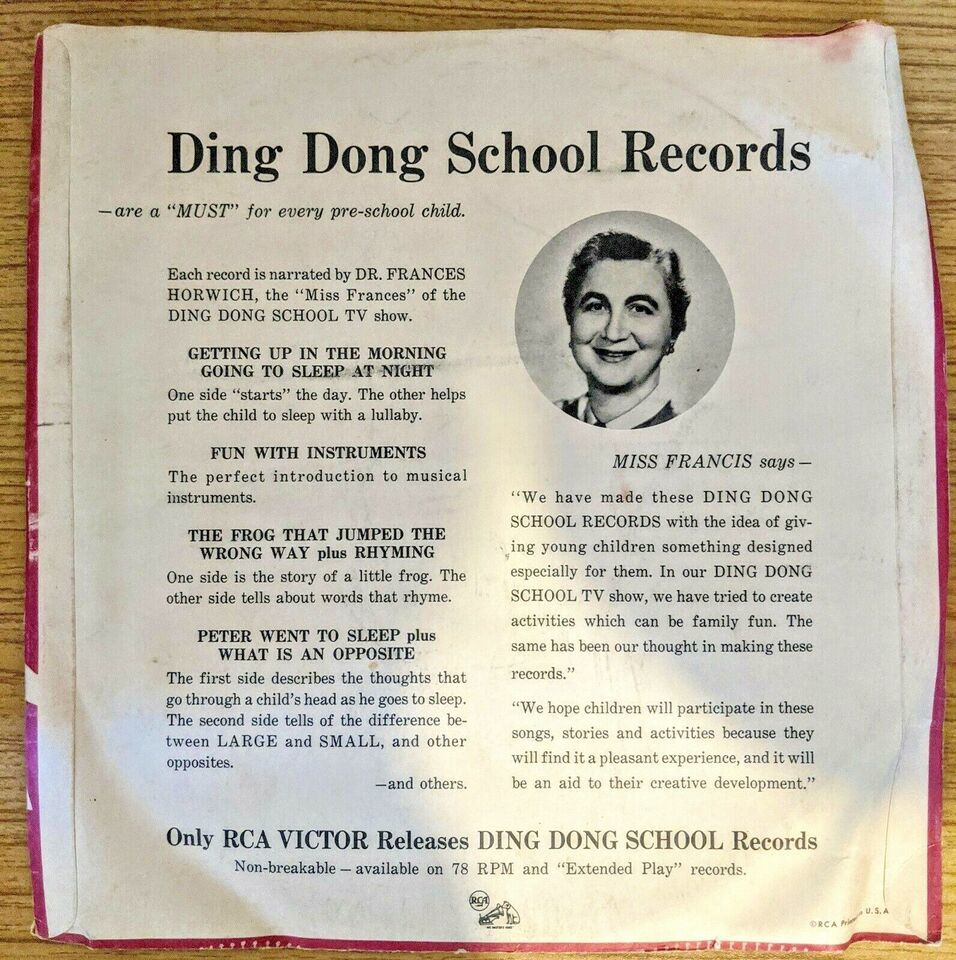 Ding Dong School Records
—are a "MUST" for every pre-school child.
Each record is narrated by DR. FRANCES
HORWICH, the "Miss Frances" of the
DING DONG SCHOOL TV show.
GETTING UP IN THE MORNING
GOING TO SLEEP AT NIGHT
One side "starts" the day. The other helps
put the child to sleep with a lullaby.
FUN WITH INSTRUMENTS
The perfect introduction to musical
instruments.
THE FROG THAT JUMPED THE
WRONG WAY plus RHYMING
One side is the story of a little frog. The
other side tells about words that rhyme.
PETER WENT TO SLEEP plus
WHAT IS AN OPPOSITE
The first side describes the thoughts that
go through a child's head as he goes to sleep.
The second side tells of the difference be-
tween LARGE and SMALL, and other
opposites.
—and others.
MISS FRANCIS says—
"We have made these DING DONG
SCHOOL RECORDS with the idea of giv-
ing young children something designed
especially for them. In our DING DONG
SCHOOL TV show, we have tried to create
activities which can be family fun. The
same has been our thought in making these
records."
"We hope children will participate in these
songs, stories and activities because they
will find it a pleasant experience, and it will
be an aid to their creative development."
Only RCA VICTOR Releases DING DONG SCHOOL Records
Non-breakable — available on 78 RPM and "Extended Play" records.
RCA
"HIS MASTER'S VOICE"
©RCA U.S.A